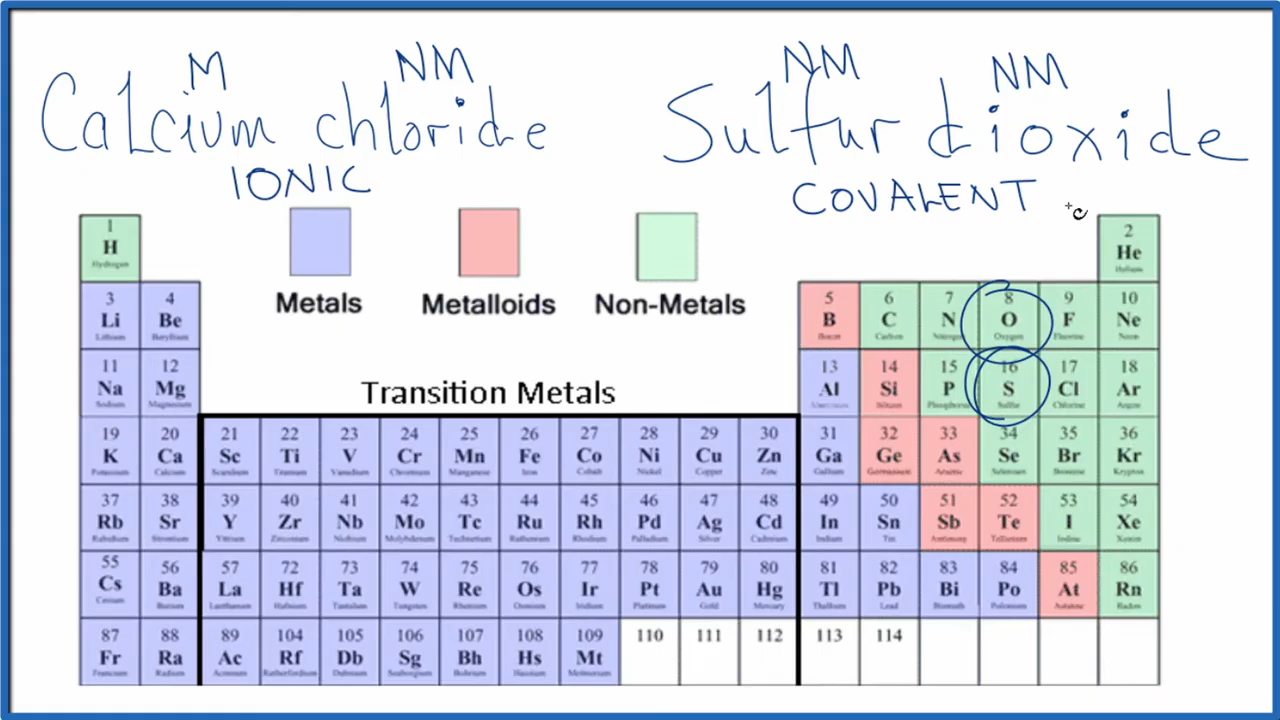 M NM NM NM
Calcium chloride Sulfur dioxide
IONIC COVALENT
1 2
H He
Hydrogen Helium
Metals Metalloids Non-Metals
3 4 5 6 7 8 9 10
Li Be B C N O F Ne
Lithium Beryllium Boron Carbon Nitrogen Oxygen Fluorine Neon
11 12 13 14 15 16 17 18
Na Mg Al Si P S Cl Ar
Sodium Magnesium Sulfur Chlorine Argon
Transition Metals
19 20 21 22 23 24 25 26 27 28 29 30 31 32 33 34 35 36
K Ca Sc Ti V Cr Mn Fe Co Ni Cu Zn Ga Ge As Se Br Kr
Potassium Calcium Scandium Titanium Vanadium Chromium Manganese Iron Cobalt Nickel Copper Zinc Gallium Germanium Arsenic Selenium Bromine Krypton
37 38 39 40 41 42 43 44 45 46 47 48 49 50 51 52 53 54
Rb Sr Y Zr Nb Mo Tc Ru Rh Pd Ag Cd In Sn Sb Te I Xe
Rubidium Strontium Yttrium Zirconium Niobium Molybdenum Technetium Ruthenium Rhodium Palladium Silver Cadmium Indium Tin Antimony Tellurium Iodine Xenon
55 56 57 72 73 74 75 76 77 78 79 80 81 82 83 84 85 86
Cs Ba La Hf Ta W Re Os Ir Pt Au Hg Tl Pb Bi Po At Rn
Cesium Barium Lanthanum Hafnium Tantalum Tungsten Rhenium Osmium Iridium Platinum Gold Mercury Thallium Lead Bismuth Polonium Astatine Radon
87 88 89 104 105 106 107 108 109 110 111 112 113 114
Fr Ra Ac Rf Db Sg Bh Hs Mt
Francium Radium Actinium Rutherfordium Dubnium Seaborgium Bohrium Hassium Meitnerium